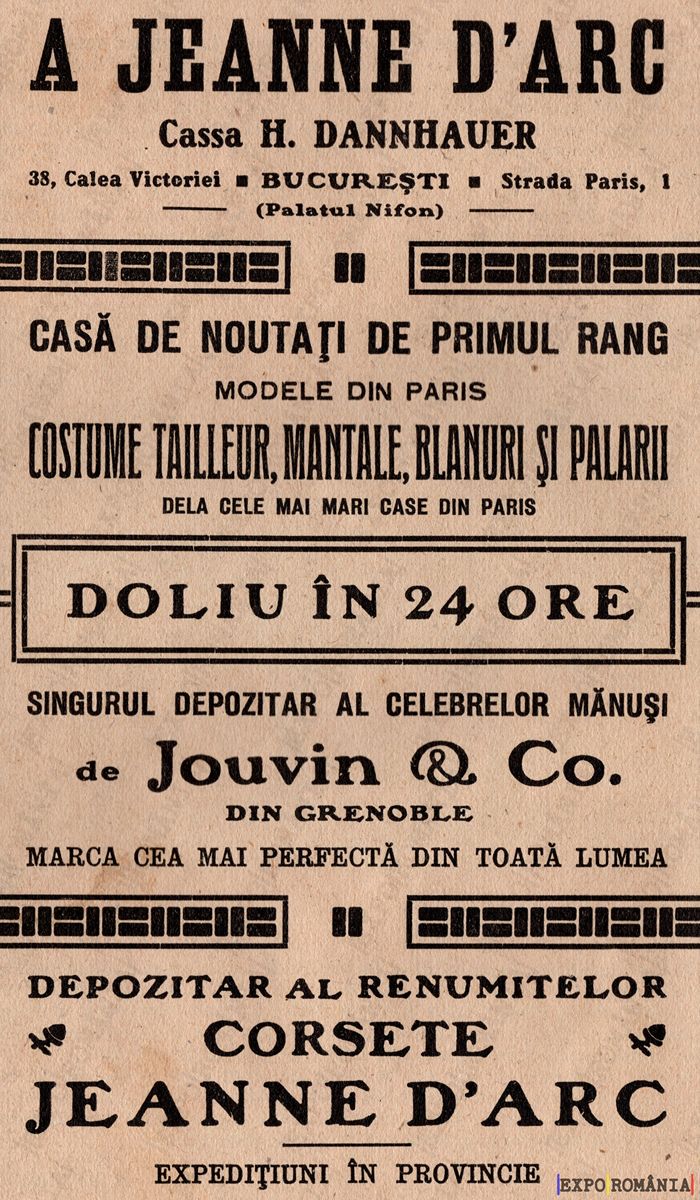 A JEANNE D'ARC
Cassa H. DANNHAUER
38, Calea Victoriei ■ BUCUREŞTI ■ Strada Paris, 1
(Palatul Nifon)
CASĂ DE NOUTAŢI DE PRIMUL RANG
MODELE DIN PARIS
COSTUME TAILLEUR, MANTALE, BLANURI ŞI PALARII
DELA CELE MAI MARI CASE DIN PARIS
DOLIU ÎN 24 ORE
SINGURUL DEPOZITAR AL CELEBRELOR MĂNUŞI
de Jouvin & Co.
DIN GRENOBLE
MARCA CEA MAI PERFECTĂ DIN TOATĂ LUMEA
DEPOZITAR AL RENUMITELOR
CORSETE
JEANNE D'ARC
EXPEDIŢIUNI ÎN PROVINCIE
EXPO ROMÂNIA